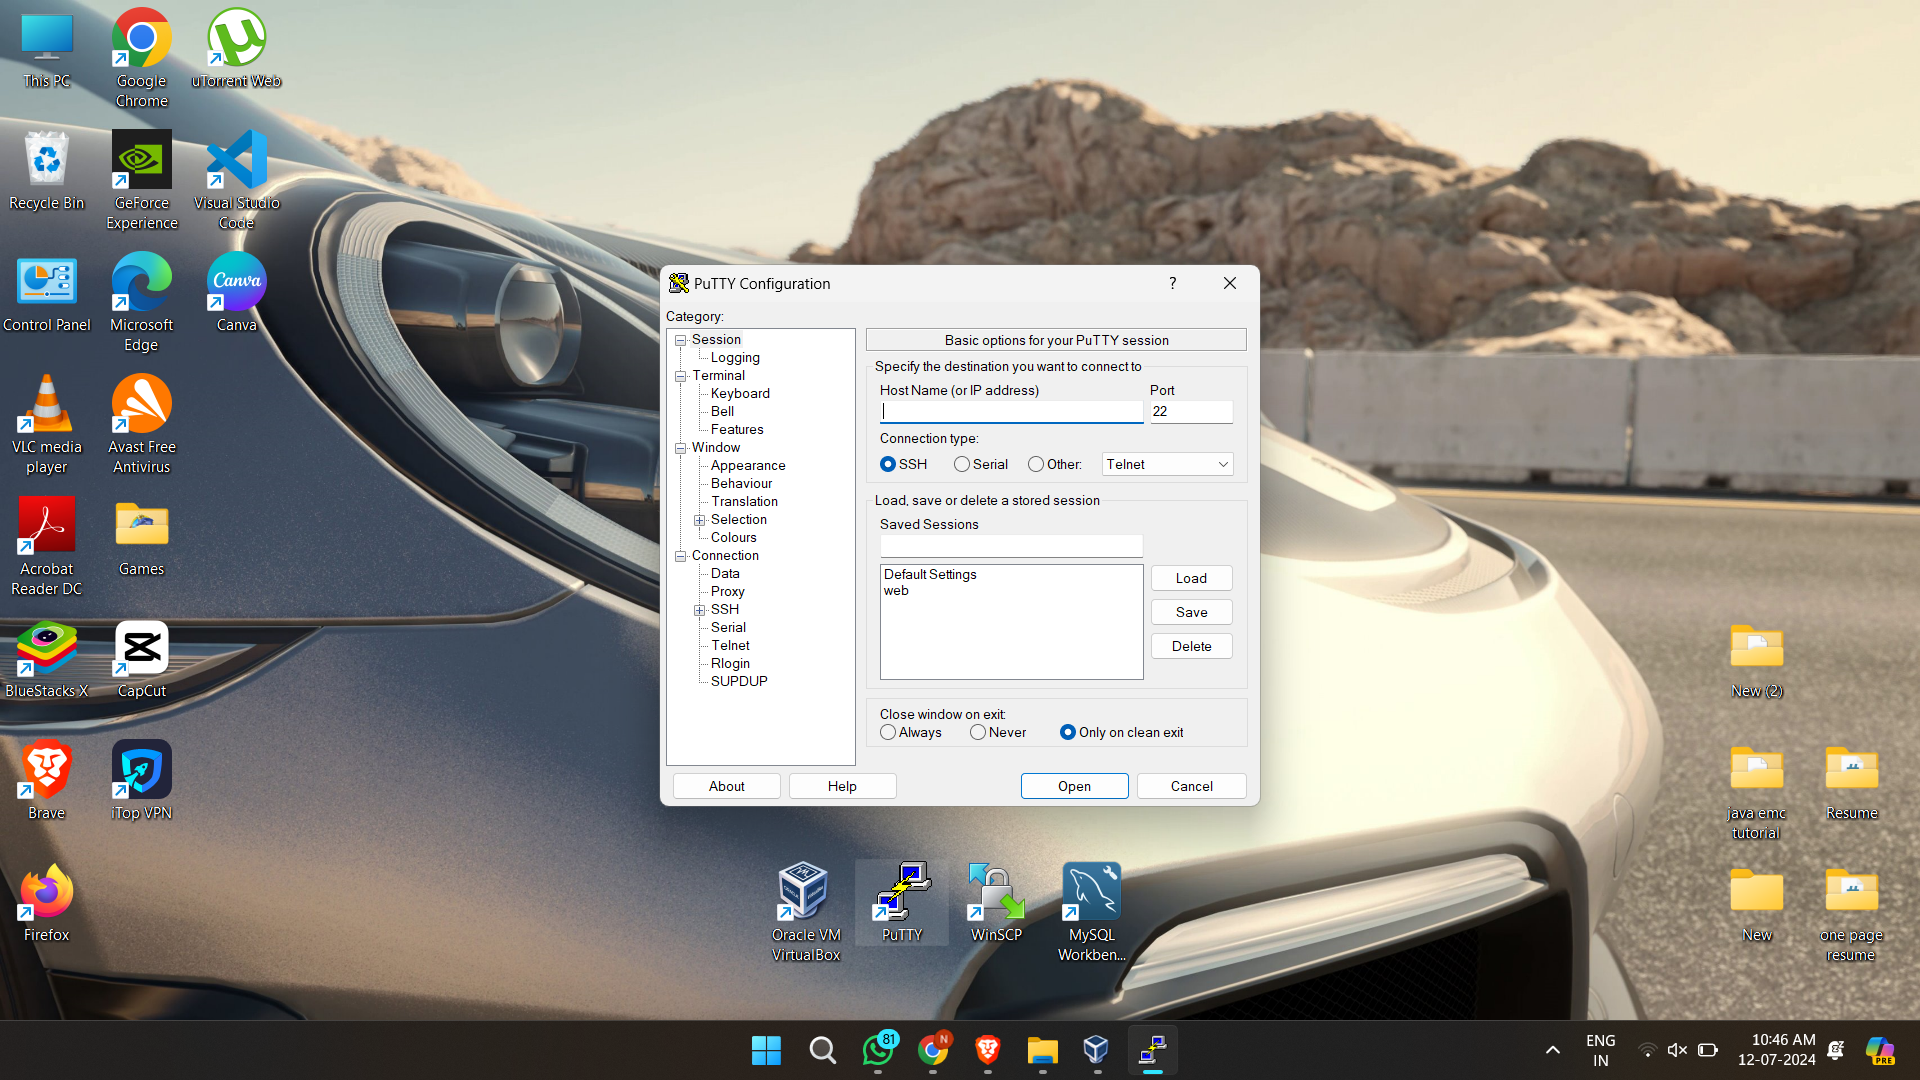 This PC
Google
Chrome
uTorrent Web
Recycle Bin
GeForce
Experience
Visual Studio
Code
Control Panel
Microsoft
Edge
Canva
Canva
VLC media
player
Avast Free
Antivirus
Acrobat
Reader DC
Games
BlueStacks X
CapCut
Brave
iTop VPN
Firefox
PuTTY Configuration
?
Category:
Session
Logging
Terminal
Keyboard
Bell
Features
Window
Appearance
Behaviour
Translation
Selection
Colours
Connection
Data
Proxy
SSH
Serial
Telnet
Rlogin
SUPDUP
Basic options for your PuTTY session
Specify the destination you want to connect to
Host Name (or IP address)
Port
22
Connection type:
SSH
Serial
Other:
Telnet
Load, save or delete a stored session
Saved Sessions
Default Settings
web
Load
Save
Delete
Close window on exit:
Always
Never
Only on clean exit
About
Help
Open
Cancel
Oracle VM
VirtualBox
PuTTY
WinSCP
MySQL
Workben...
New (2)
java emc
tutorial
Resume
New
one page
resume
81
N
ENG
IN
10:46 AM
12-07-2024
PRE